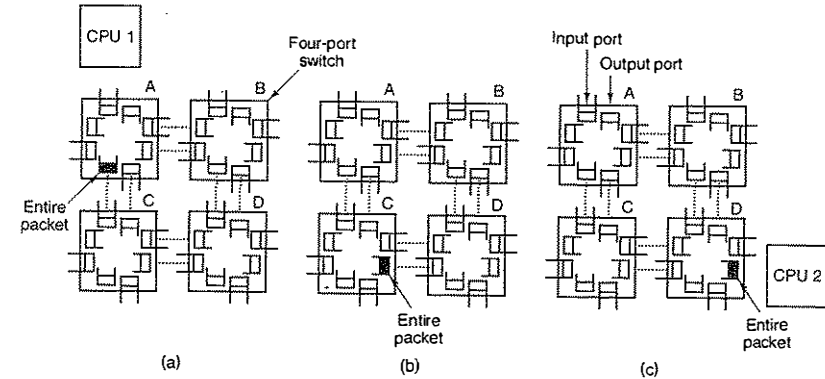 CPU 1
Four-port
switch
A
B
Entire
packet
C
D
(a)
A
B
C
D
Entire
packet
(b)
Input port
Output port
A
B
C
D
CPU 2
Entire
packet
(c)